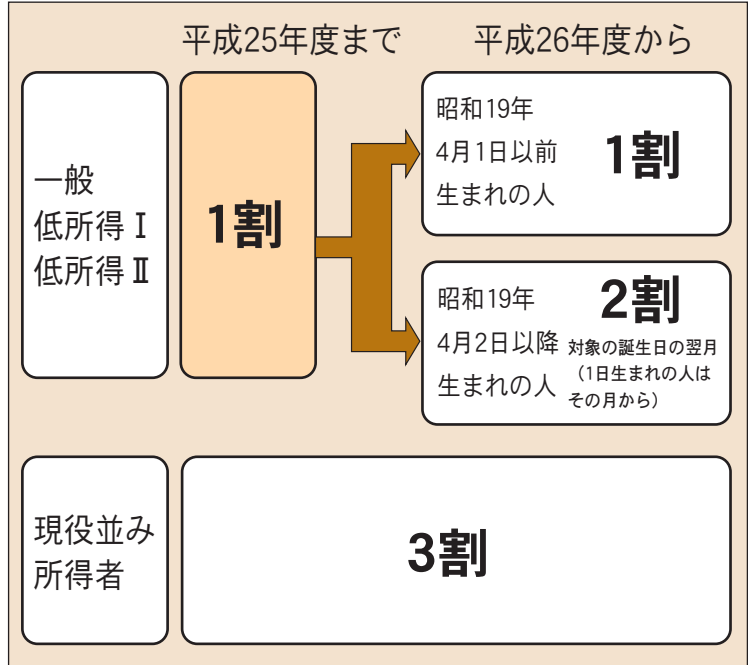 平成25年度まで
平成26年度から
一般
低所得Ⅰ
低所得Ⅱ
1割
昭和19年
4月1日以前
生まれの人
1割
昭和19年
4月2日以降
生まれの人
2割
対象の誕生日の翌月
（1日生まれの人は
その月から）
現役並み
所得者
3割